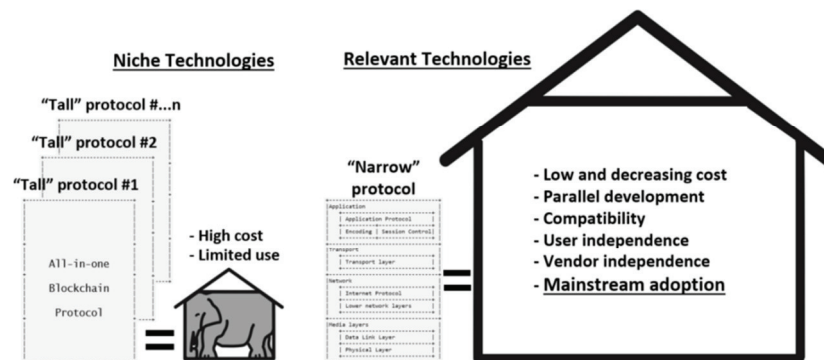 Niche Technologies
"Tall" protocol #...n
"Tall" protocol #2
"Tall" protocol #1
All-in-one
Blockchain
Protocol
=
- High cost
- Limited use
Relevant Technologies
"Narrow"
protocol
Application
Application Protocol
Encoding | Session Control
Transport
Transport layer
Network
Internet Protocol
Lower network layers
Media layers
Data Link Layer
Physical Layer
=
- Low and decreasing cost
- Parallel development
- Compatibility
- User independence
- Vendor independence
- Mainstream adoption